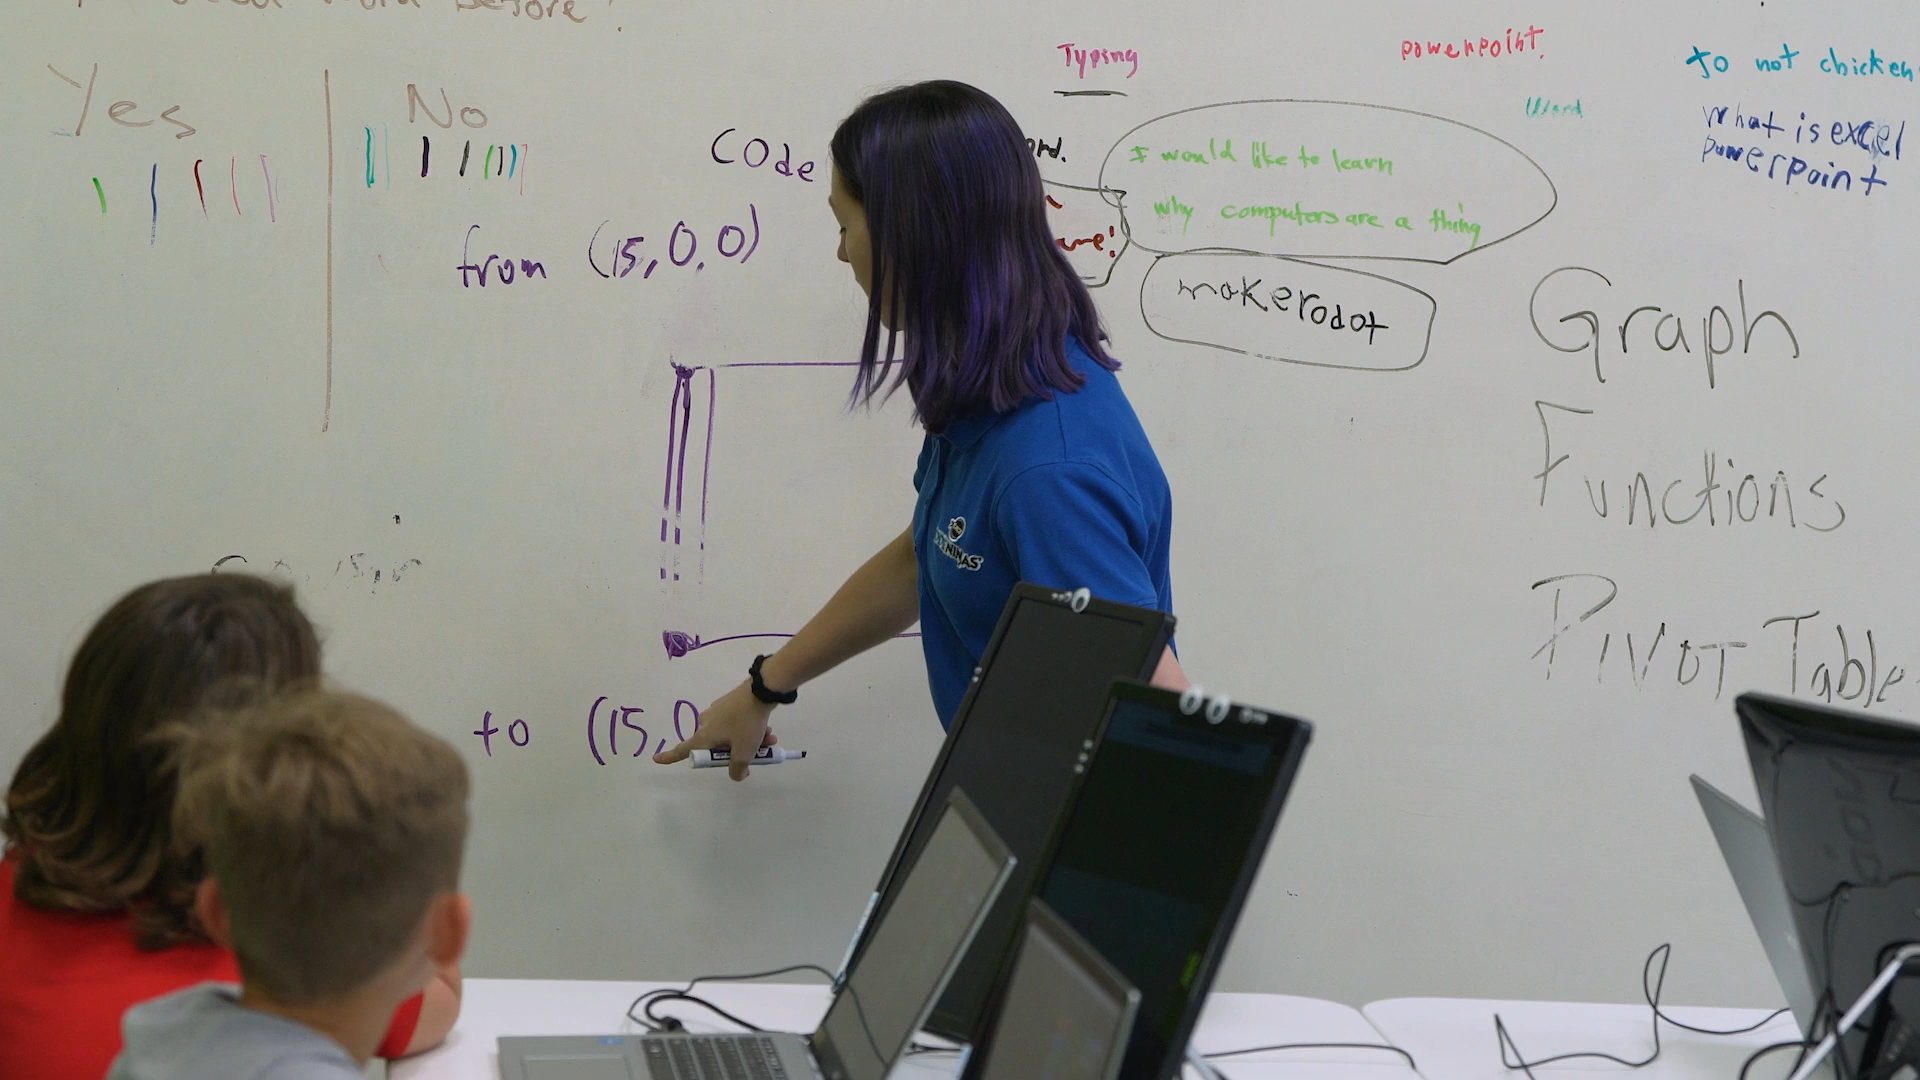 before?
Yes
No
Typing
powerpoint.
to not chicken
Word
What is excel
powerpoint
Code
I would like to learn
why computers are a thing
from (15,0,0)
makerodot
Graph
Functions
Pivot Table
to (15,0